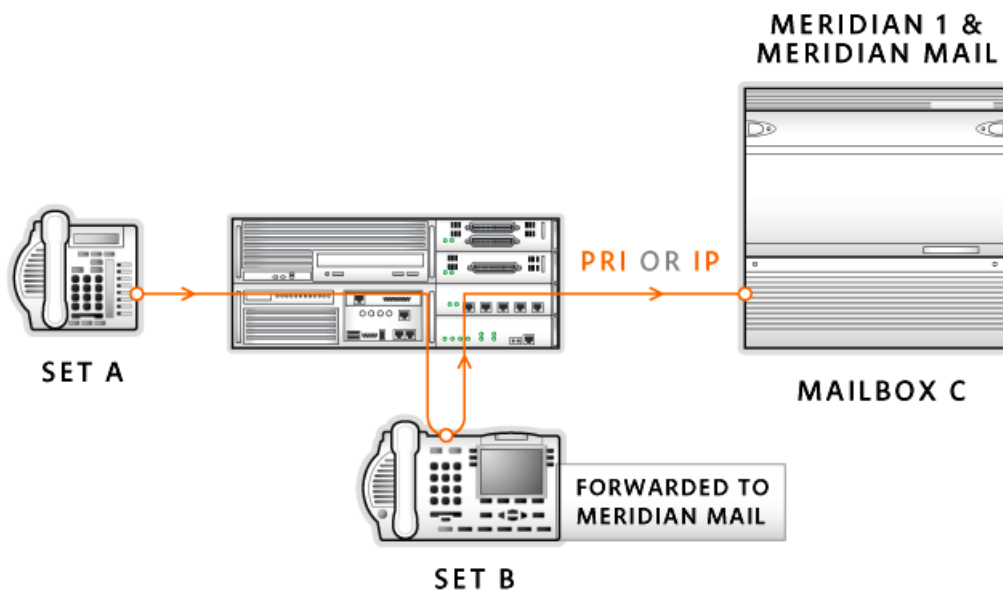 MERIDIAN 1 &
MERIDIAN MAIL
PRI OR IP
SET A
MAILBOX C
FORWARDED TO
MERIDIAN MAIL
SET B